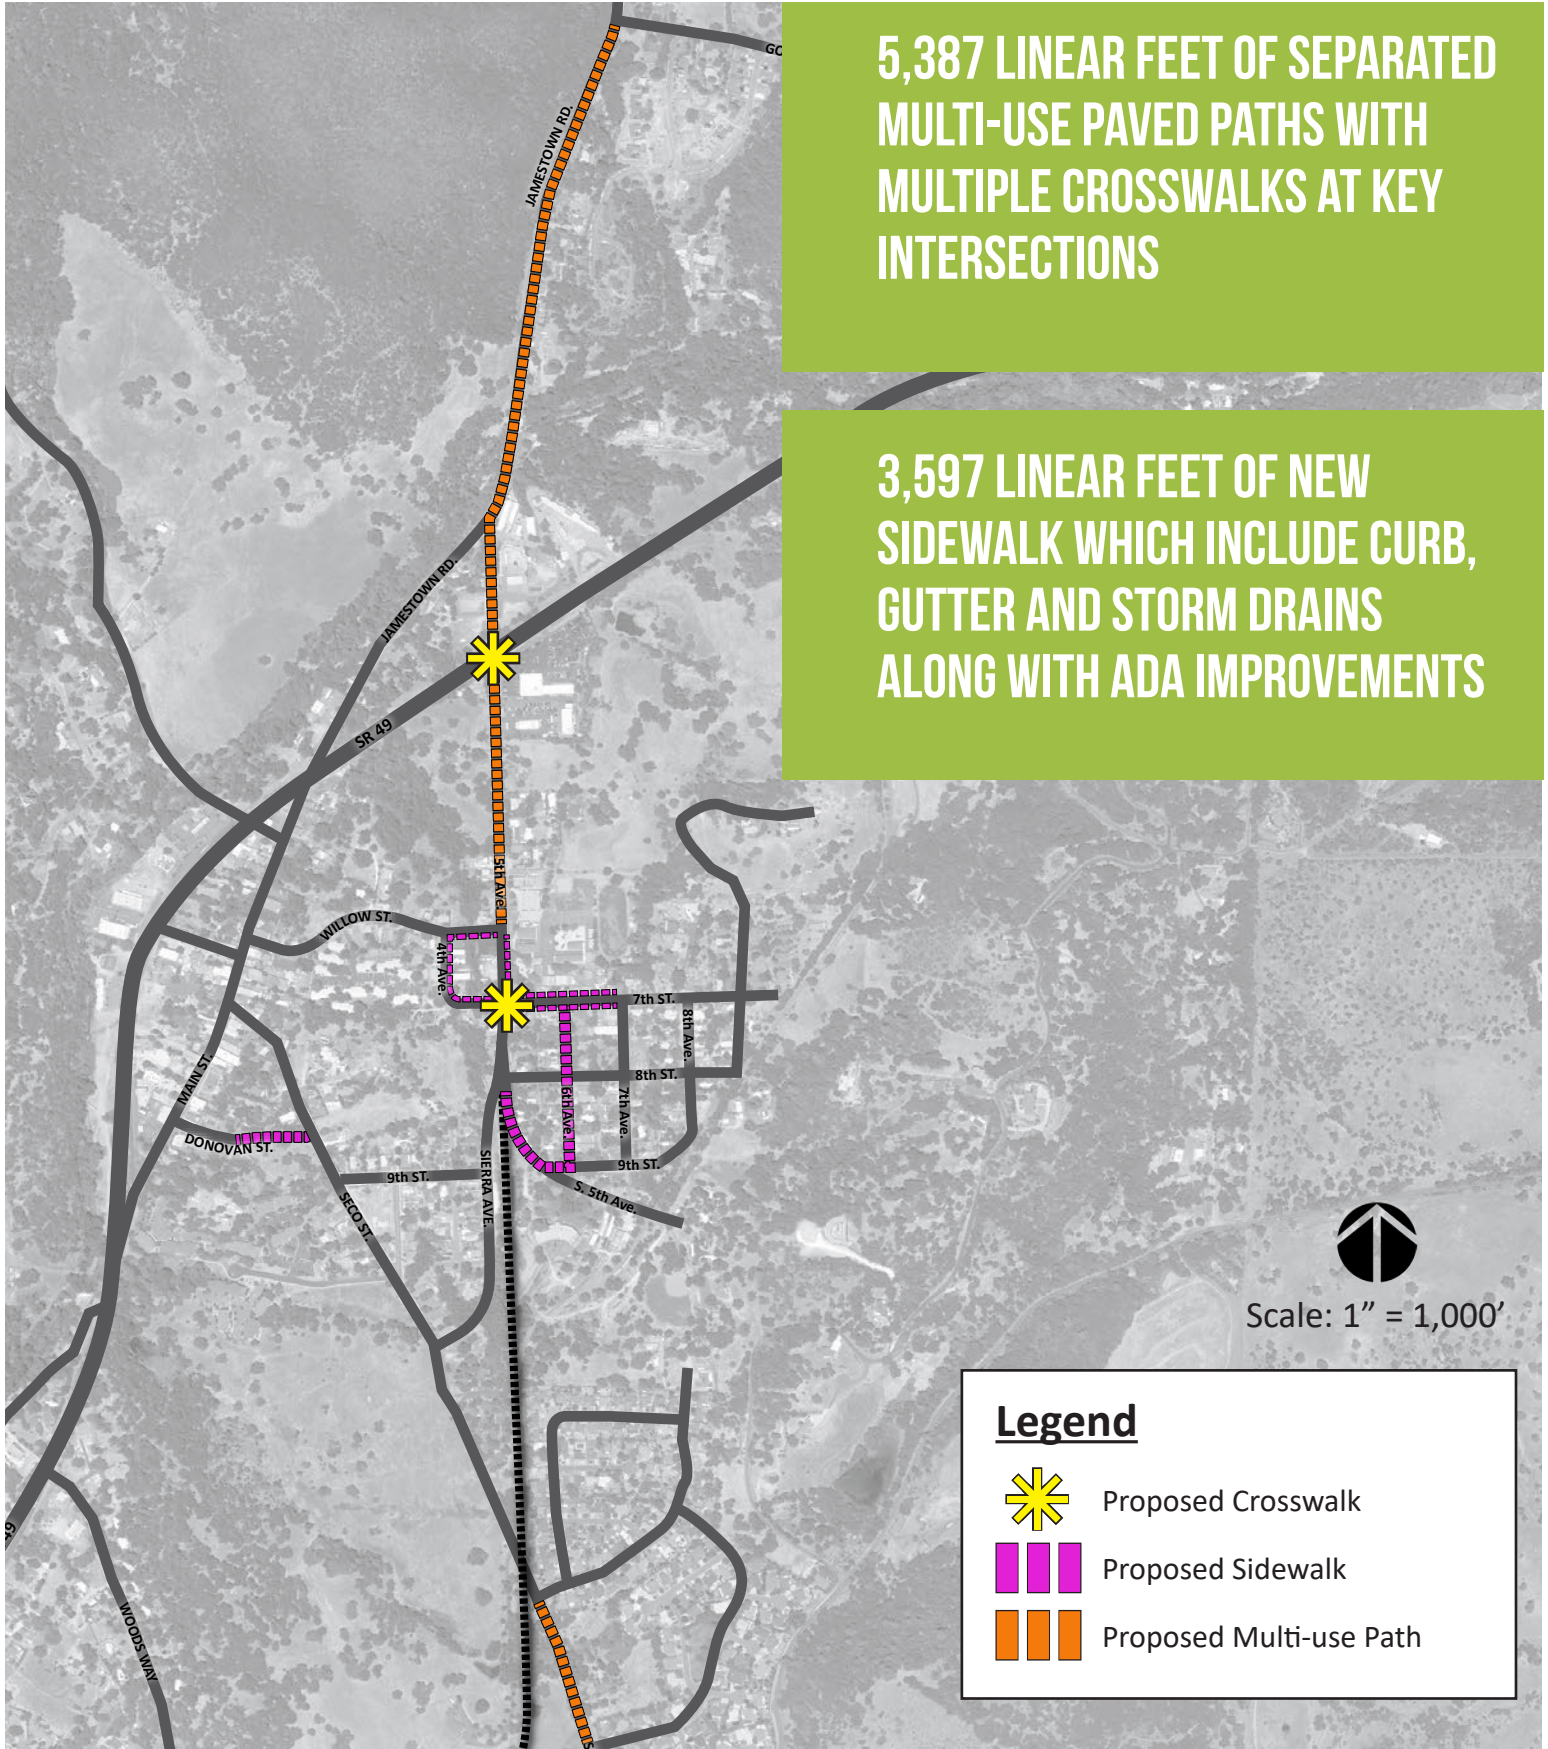 5,387 LINEAR FEET OF SEPARATED
MULTI-USE PAVED PATHS WITH
MULTIPLE CROSSWALKS AT KEY
INTERSECTIONS
3,597 LINEAR FEET OF NEW
SIDEWALK WHICH INCLUDE CURB,
GUTTER AND STORM DRAINS
ALONG WITH ADA IMPROVEMENTS
JAMESTOWN RD.
JAMESTOWN RD.
SR 49
5th Ave.
WILLOW ST.
4th Ave.
7th ST.
8th Ave.
MAIN ST.
8th ST.
6th Ave.
7th Ave.
DONOVAN ST.
9th ST.
9th ST.
SIERRA AVE.
S. 5th Ave.
SECO ST.
49
WOODS WAY
Scale: 1” = 1,000’
Legend
Proposed Crosswalk
Proposed Sidewalk
Proposed Multi-use Path